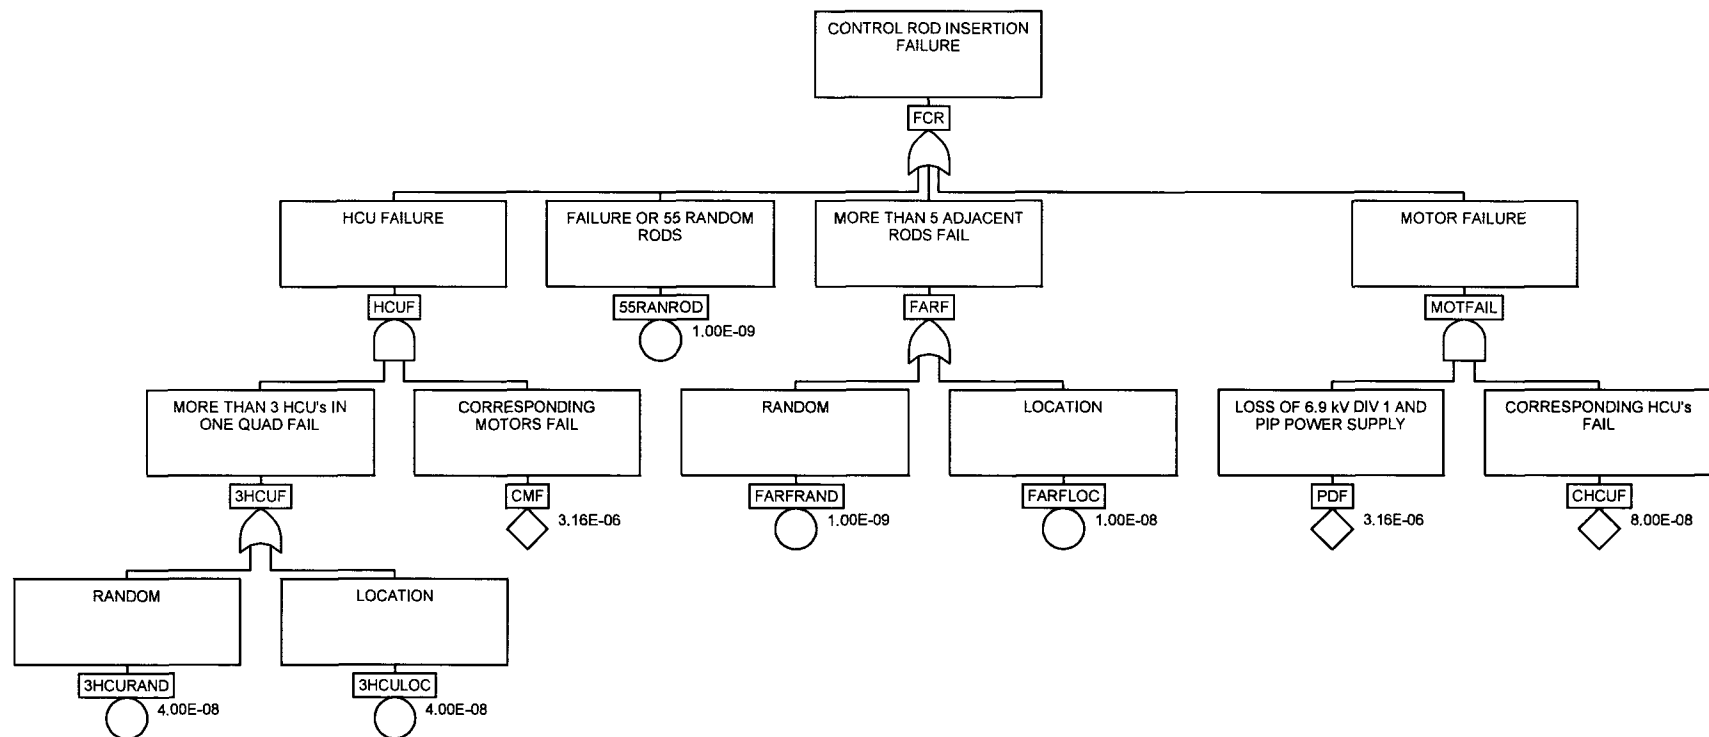 CONTROL ROD INSERTION
FAILURE
FCR
HCU FAILURE
FAILURE OR 55 RANDOM
RODS
MORE THAN 5 ADJACENT
RODS FAIL
MOTOR FAILURE
HCUF
55RANROD
1.00E-09
FARF
MOTFAIL
MORE THAN 3 HCU's IN
ONE QUAD FAIL
CORRESPONDING
MOTORS FAIL
RANDOM
LOCATION
LOSS OF 6.9 kV DIV 1 AND
PIP POWER SUPPLY
CORRESPONDING HCU's
FAIL
3HCUF
CMF
3.16E-06
FARFRAND
1.00E-09
FARFLOC
1.00E-08
PDF
3.16E-06
CHCUF
8.00E-08
RANDOM
LOCATION
3HCURAND
4.00E-08
3HCULOC
4.00E-08